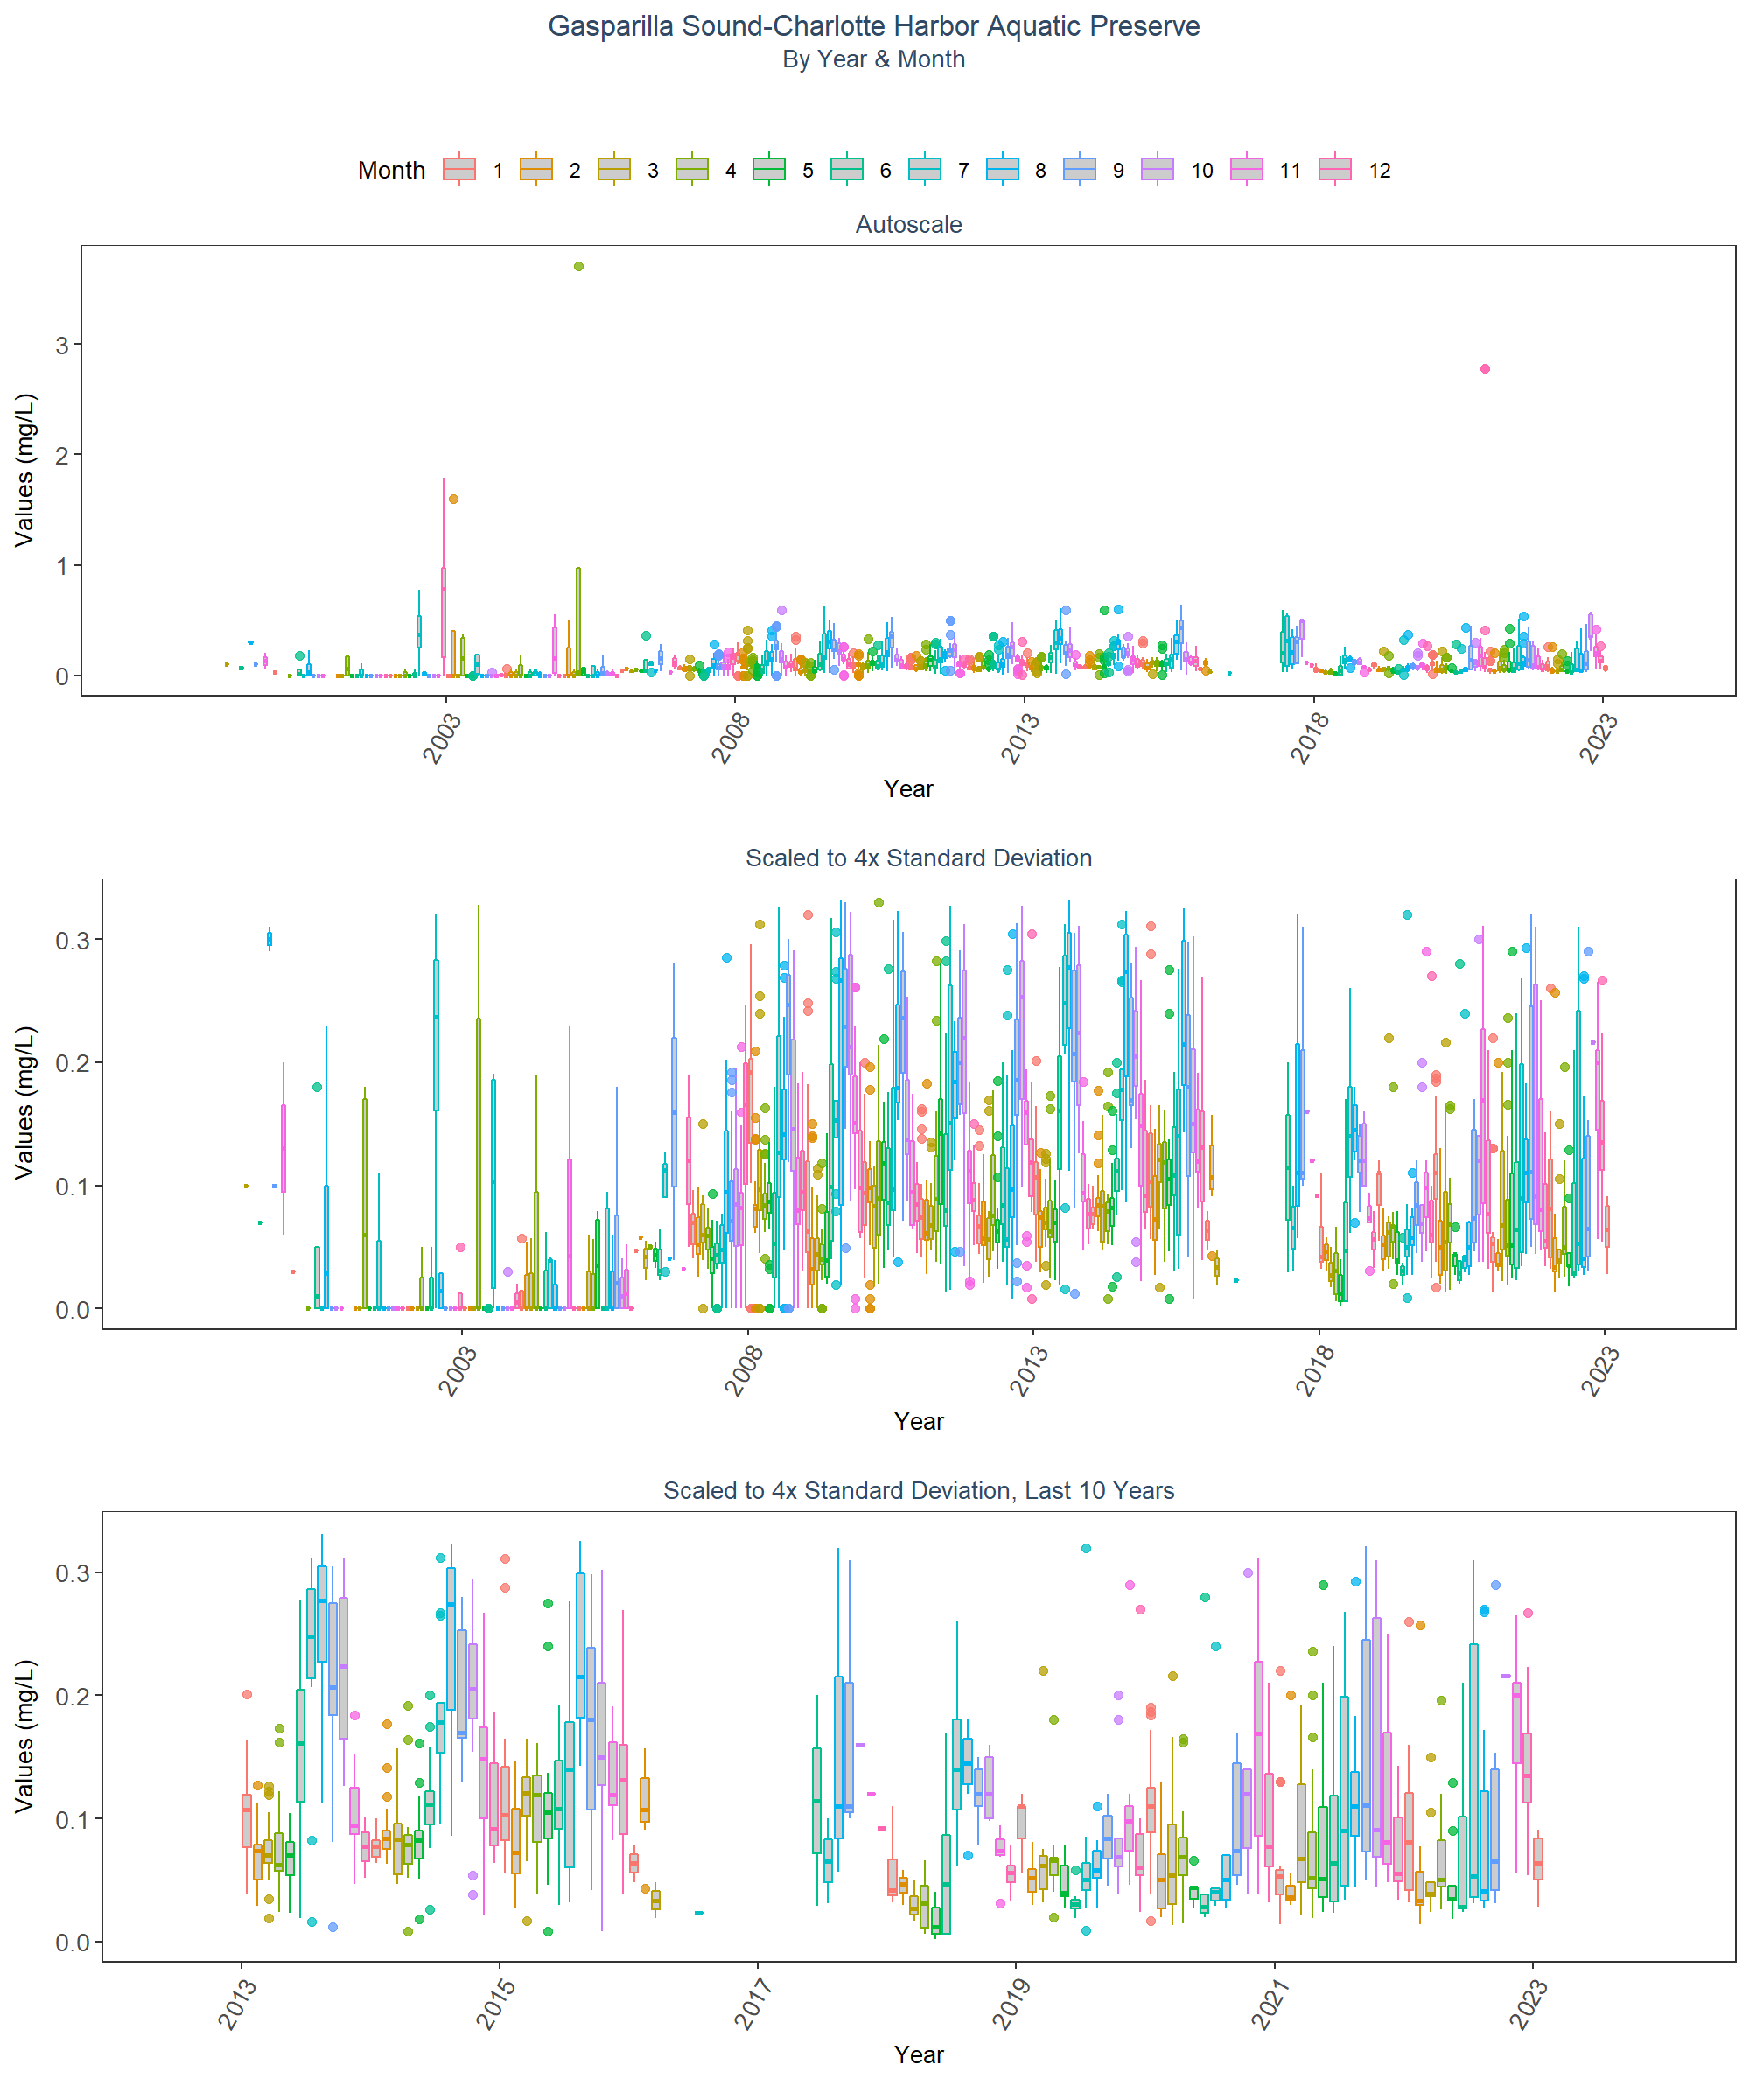 Gasparilla Sound-Charlotte Harbor Aquatic Preserve
By Year & Month
Month 1 2 3 4 5 6 7 8 9 10 11 12
Autoscale
Values (mg/L)
3
2
1
0
2003 2008 2013 2018 2023
Year
Scaled to 4x Standard Deviation
Values (mg/L)
0.3
0.2
0.1
0.0
2003 2008 2013 2018 2023
Year
Scaled to 4x Standard Deviation, Last 10 Years
Values (mg/L)
0.3
0.2
0.1
0.0
2013 2015 2017 2019 2021 2023
Year